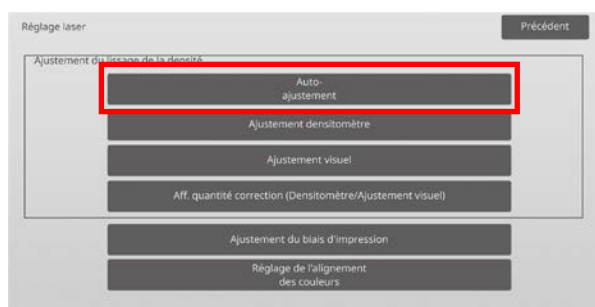 Réglage laser
Précédent
Ajustement du lissage de la densité
Auto-
ajustement
Ajustement densitomètre
Ajustement visuel
Aff. quantité correction (Densitomètre/Ajustement visuel)
Ajustement du biais d'impression
Réglage de l'alignement
des couleurs